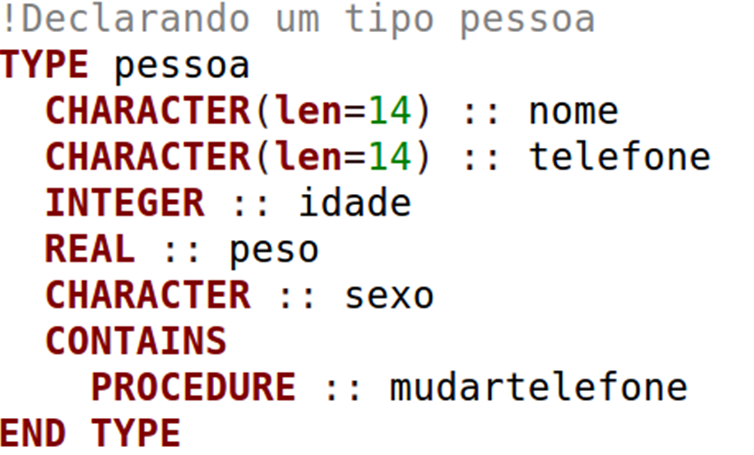 !Declarando um tipo pessoa
TYPE pessoa
  CHARACTER(len=14) :: nome
  CHARACTER(len=14) :: telefone
  INTEGER :: idade
  REAL :: peso
  CHARACTER :: sexo
  CONTAINS
    PROCEDURE :: mudartelefone
END TYPE